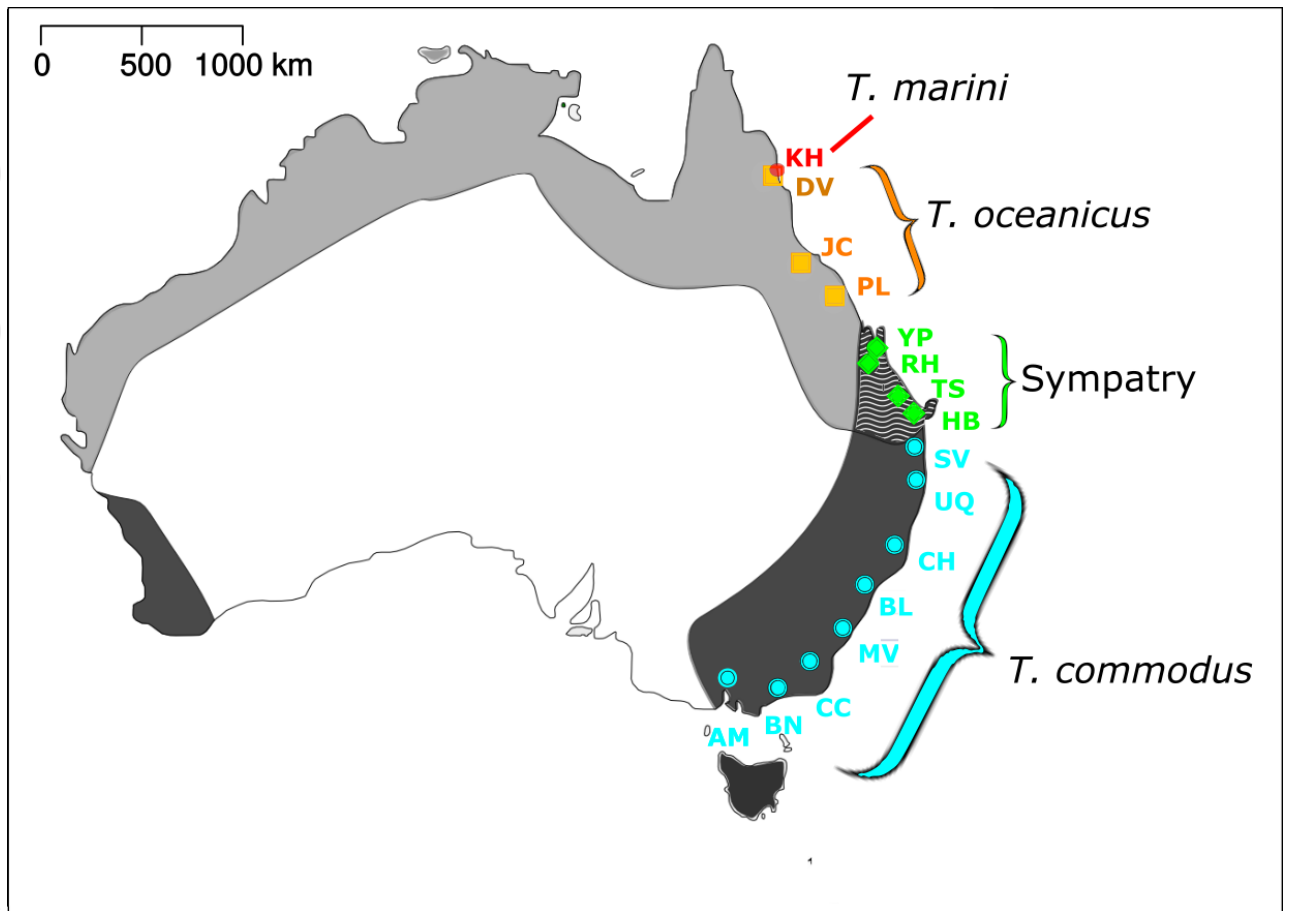 0 500 1000 km
T. marini
KH
DV
T. oceanicus
JC
PL
YP
RH
Sympatry
TS
HB
SV
UQ
CH
BL
MV
T. commodus
CC
BN
AM